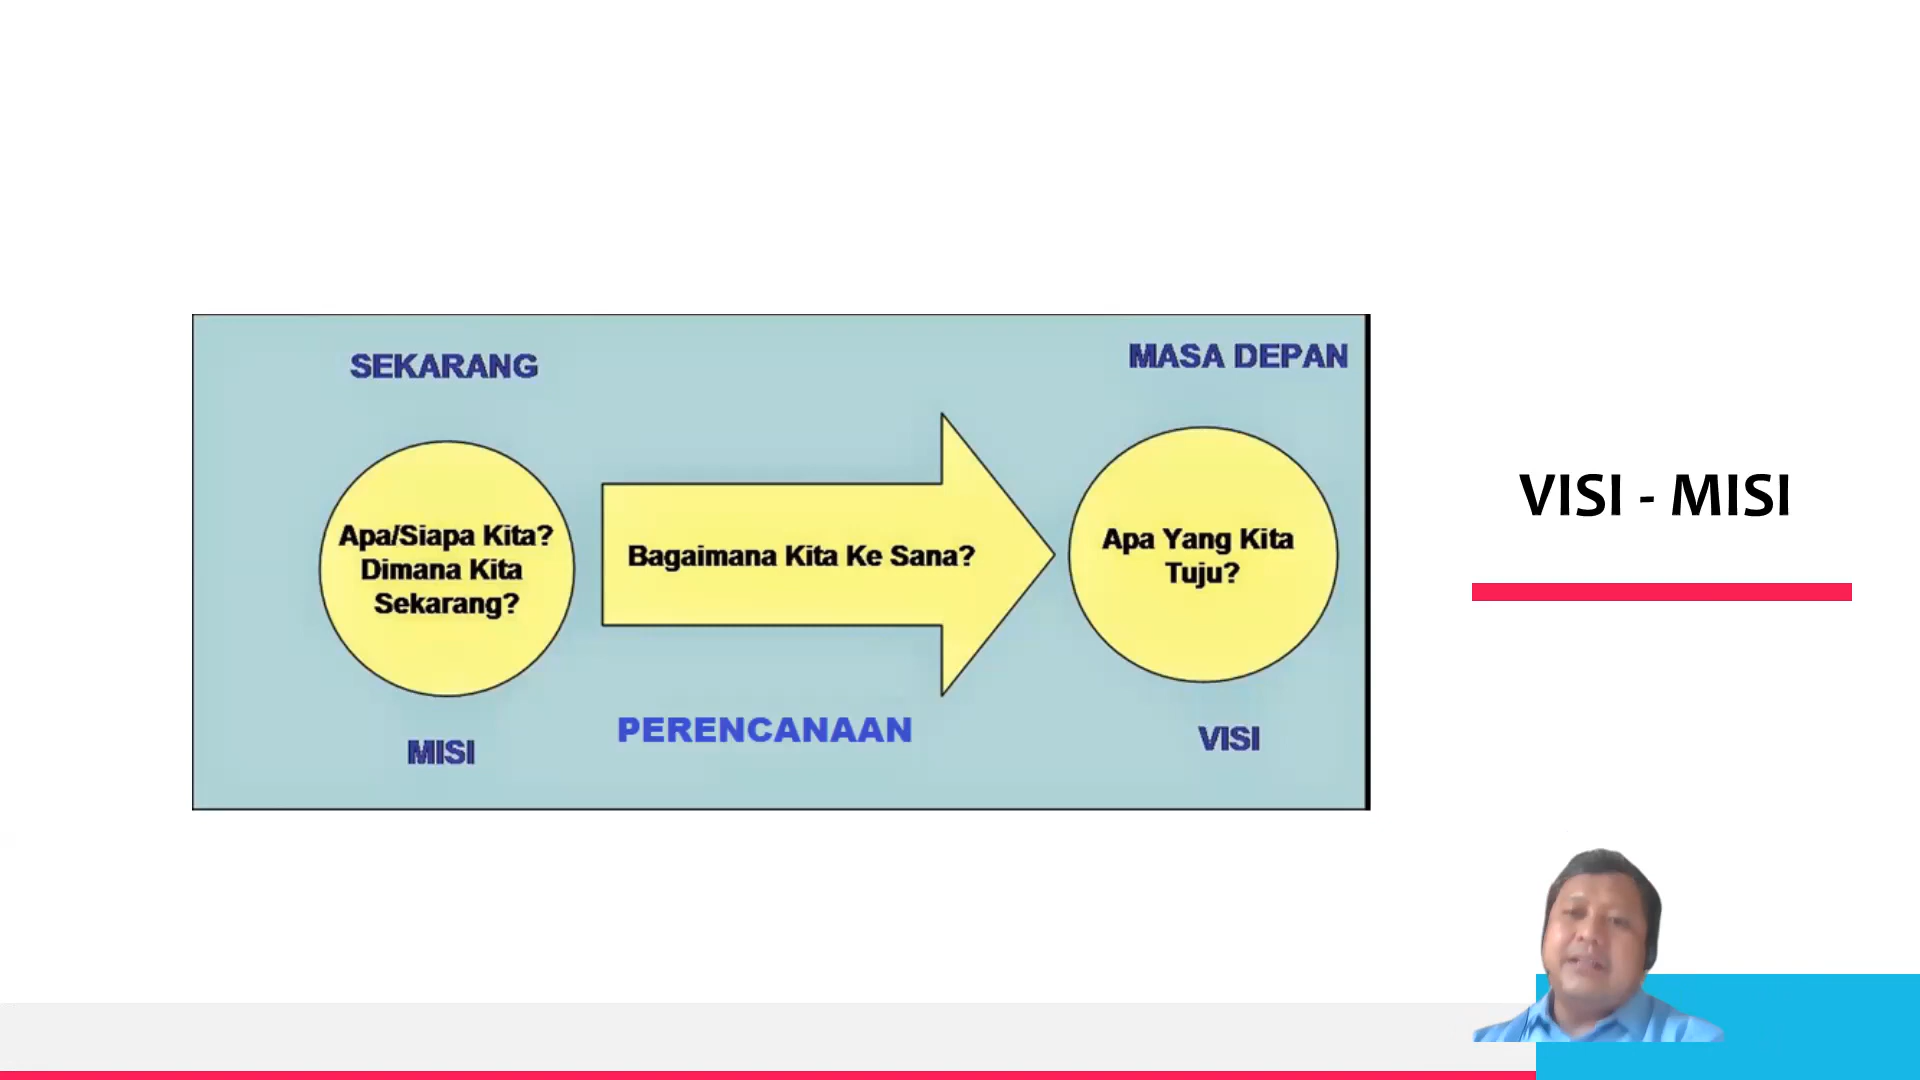 SEKARANG
MASA DEPAN
Apa/Siapa Kita?
Dimana Kita
Sekarang?
Bagaimana Kita Ke Sana?
Apa Yang Kita
Tuju?
MISI
PERENCANAAN
VISI
VISI - MISI